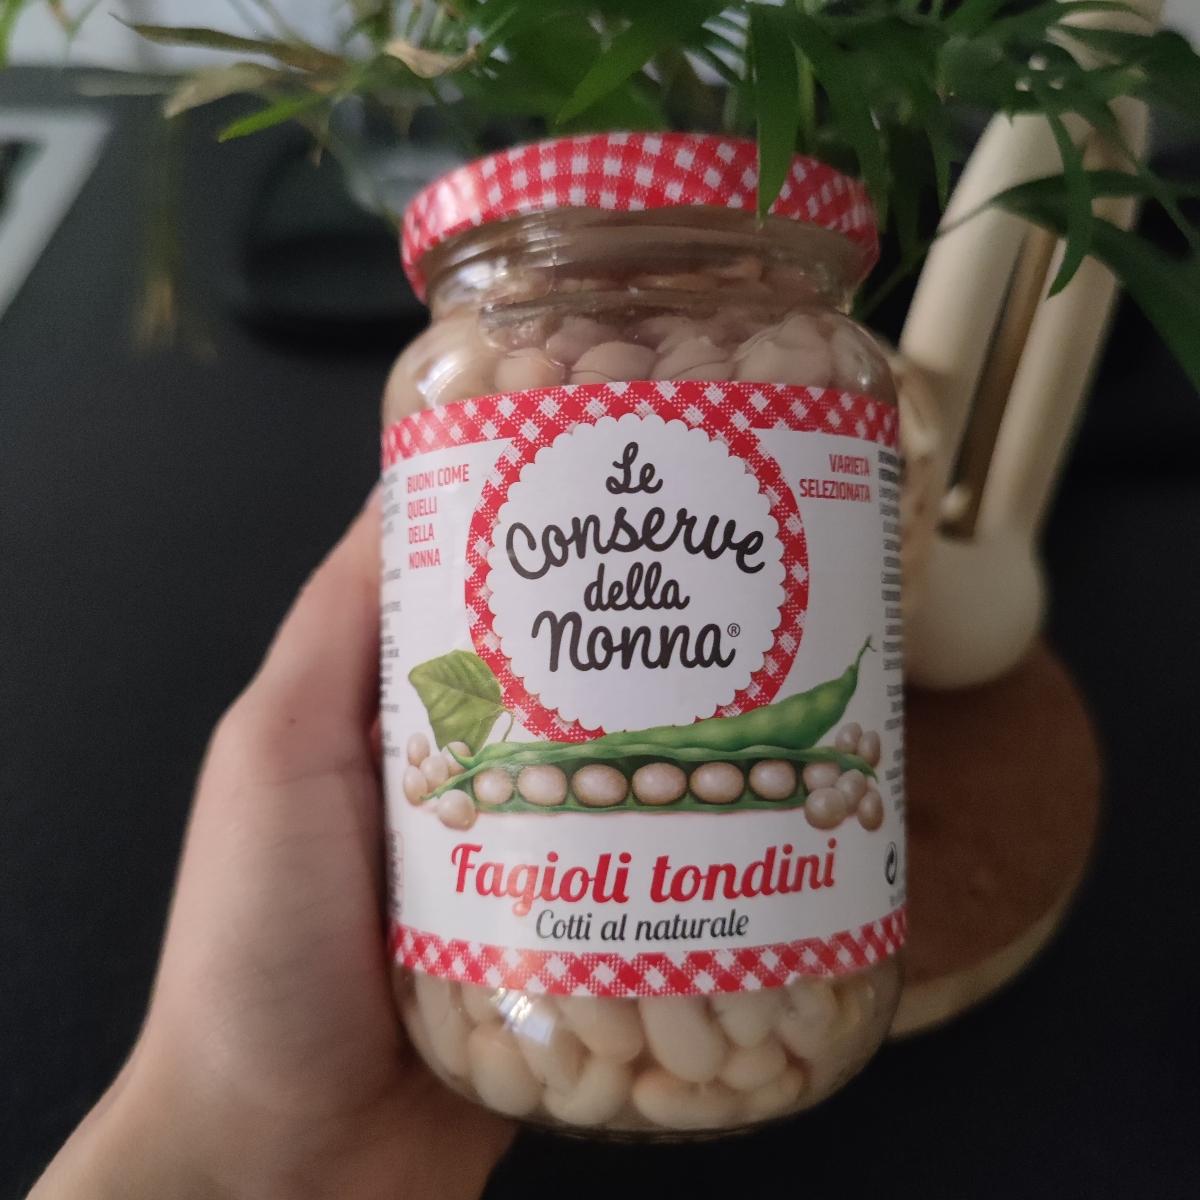 BUONI COME
QUELLI
DELLA
NONNA
VARIETÀ
SELEZIONATA
Le
Conserve
della
Nonna®
Fagioli tondini
Cotti al naturale